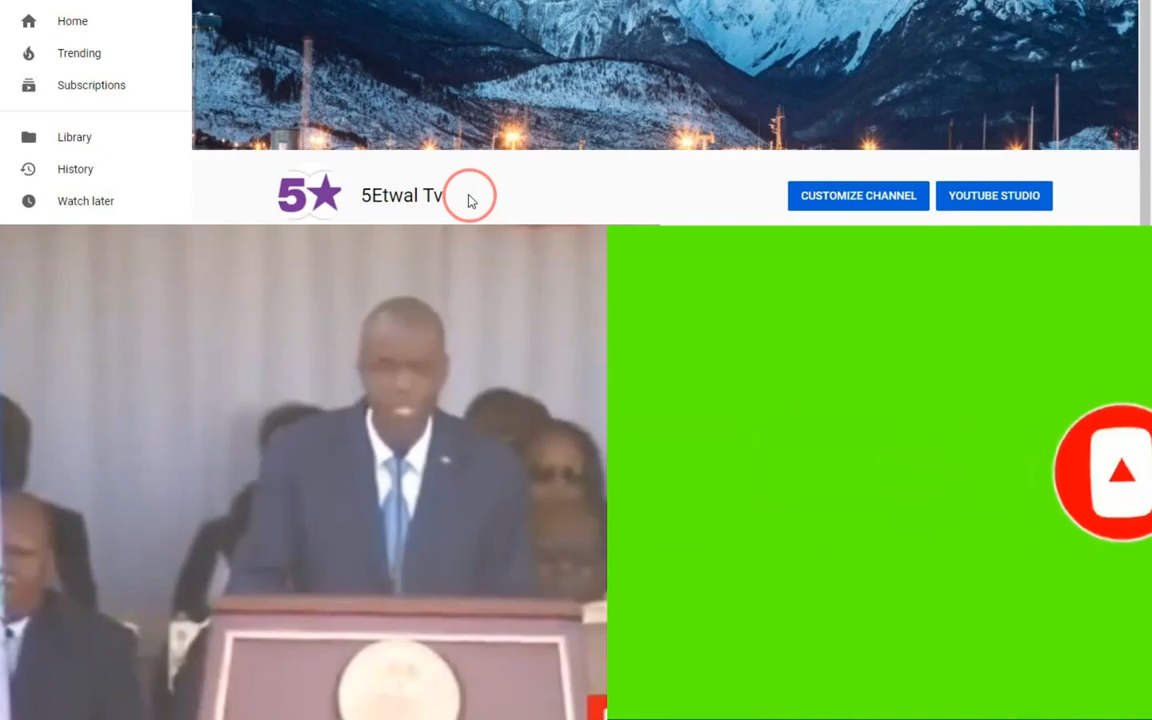 Home
Trending
Subscriptions
Library
History
Watch later
5
5Etwal Tv
CUSTOMIZE CHANNEL
YOUTUBE STUDIO